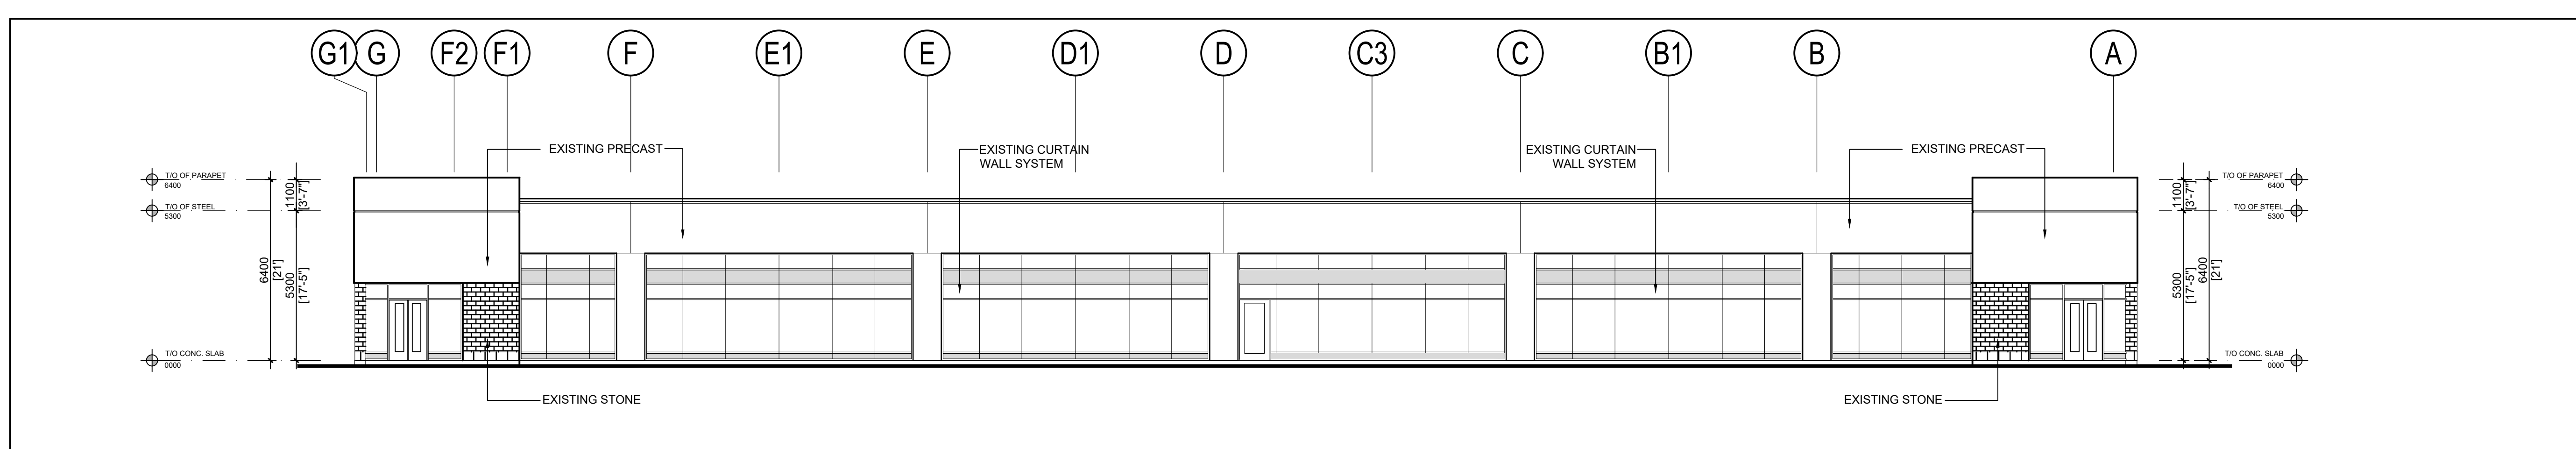 G1 G F2 F1 F E1 E D1 D C3 C B1 B A
EXISTING PRECAST
EXISTING CURTAIN
WALL SYSTEM
EXISTING CURTAIN
WALL SYSTEM
EXISTING PRECAST
T/O OF PARAPET
6400
T/O OF STEEL
5300
1100
[3'-7"]
6400
[21']
5300
[17'-5"]
T/O CONC. SLAB
0000
T/O OF PARAPET
6400
T/O OF STEEL
5300
1100
[3'-7"]
5300
[17'-5"]
6400
[21']
T/O CONC. SLAB
0000
EXISTING STONE
EXISTING STONE